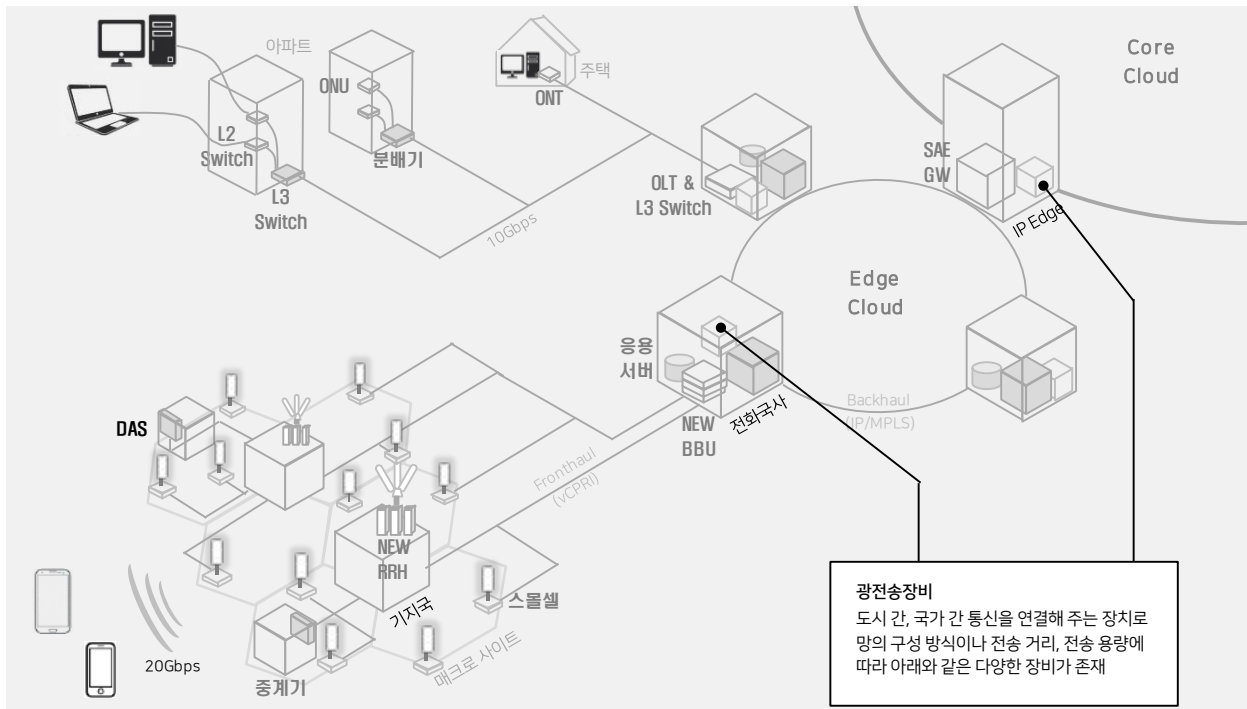 아파트
L2
Switch
L3
Switch
ONU
분배기
주택
ONT
10Gbps
OLT &
L3 Switch
SAE
GW
IP Edge
Core
Cloud
Edge
Cloud
응용
서버
NEW
BBU
전화국사
Backhaul
(IP/MPLS)
Fronthaul
(vCPRI)
DAS
NEW
RRH
기지국
스몰셀
매크로 사이트
중계기
20Gbps
광전송장비
도시 간, 국가 간 통신을 연결해 주는 장치로
망의 구성 방식이나 전송 거리, 전송 용량에
따라 아래와 같은 다양한 장비가 존재